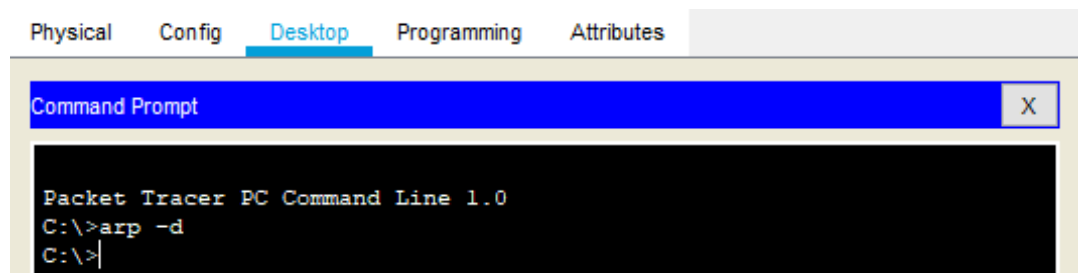 Physical Config Desktop Programming Attributes
Command Prompt X
Packet Tracer PC Command Line 1.0
C:\>arp -d
C:\>